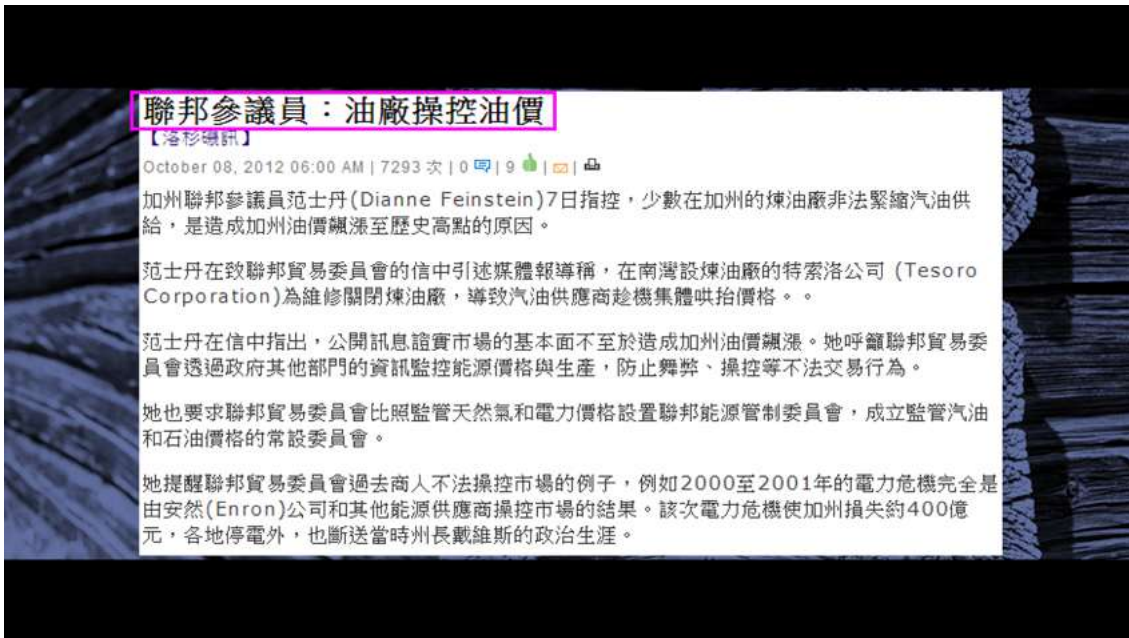 聯邦參議員：油廠操控油價
【洛杉磯訊】
October 08, 2012 06:00 AM | 7293 次 | 0 | 9 | |
加州聯邦參議員范士丹(Dianne Feinstein)7日指控，少數在加州的煉油廠非法緊縮汽油供
給，是造成加州油價飆漲至歷史高點的原因。
范士丹在致聯邦貿易委員會的信中引述媒體報導稱，在南灣設煉油廠的特索洛公司 (Tesoro
Corporation)為維修關閉煉油廠，導致汽油供應商趁機集體哄抬價格。。
范士丹在信中指出，公開訊息證實市場的基本面不至於造成加州油價飆漲。她呼籲聯邦貿易委
員會透過政府其他部門的資訊監控能源價格與生產，防止舞弊、操控等不法交易行為。
她也要求聯邦貿易委員會比照監管天然氣和電力價格設置聯邦能源管制委員會，成立監管汽油
和石油價格的常設委員會。
她提醒聯邦貿易委員會過去商人不法操控市場的例子，例如2000至2001年的電力危機完全是
由安然(Enron)公司和其他能源供應商操控市場的結果。該次電力危機使加州損失約400億
元，各地停電外，也斷送當時州長戴維斯的政治生涯。